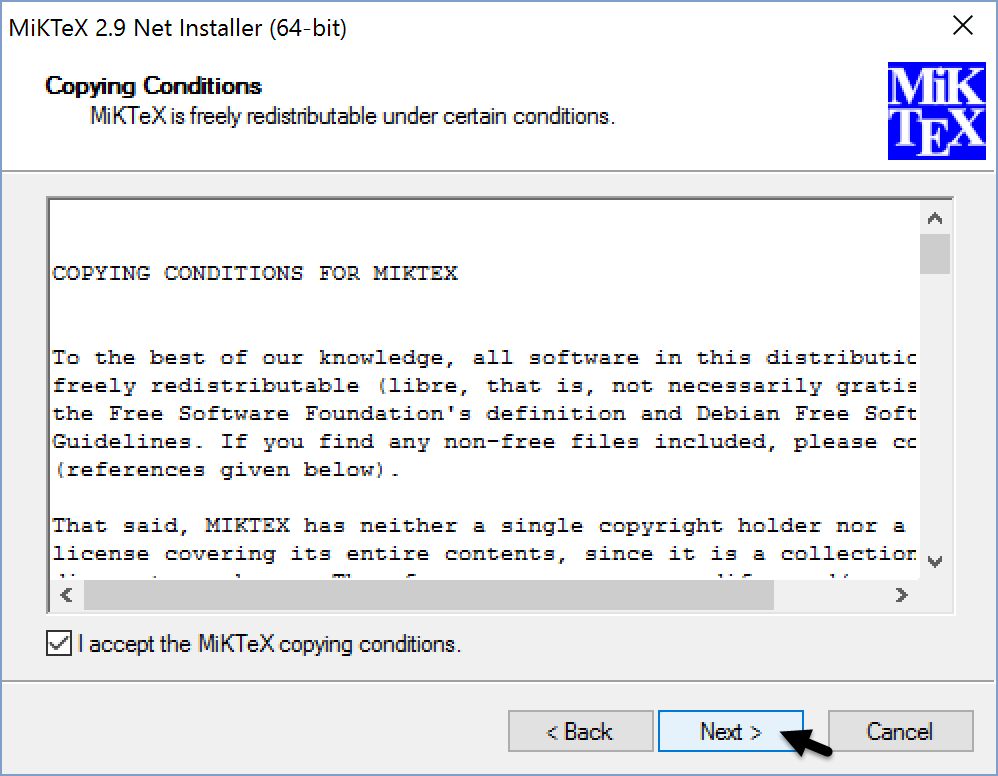 MiKTeX 2.9 Net Installer (64-bit)
Copying Conditions
MiKTeX is freely redistributable under certain conditions.
MiK
TEX
COPYING CONDITIONS FOR MIKTEX
To the best of our knowledge, all software in this distributic
freely redistributable (libre, that is, not necessarily gratis
the Free Software Foundation's definition and Debian Free Soft
Guidelines. If you find any non-free files included, please co
(references given below).
That said, MIKTEX has neither a single copyright holder nor a
license covering its entire contents, since it is a collection
I accept the MiKTeX copying conditions.
< Back
Next >
Cancel